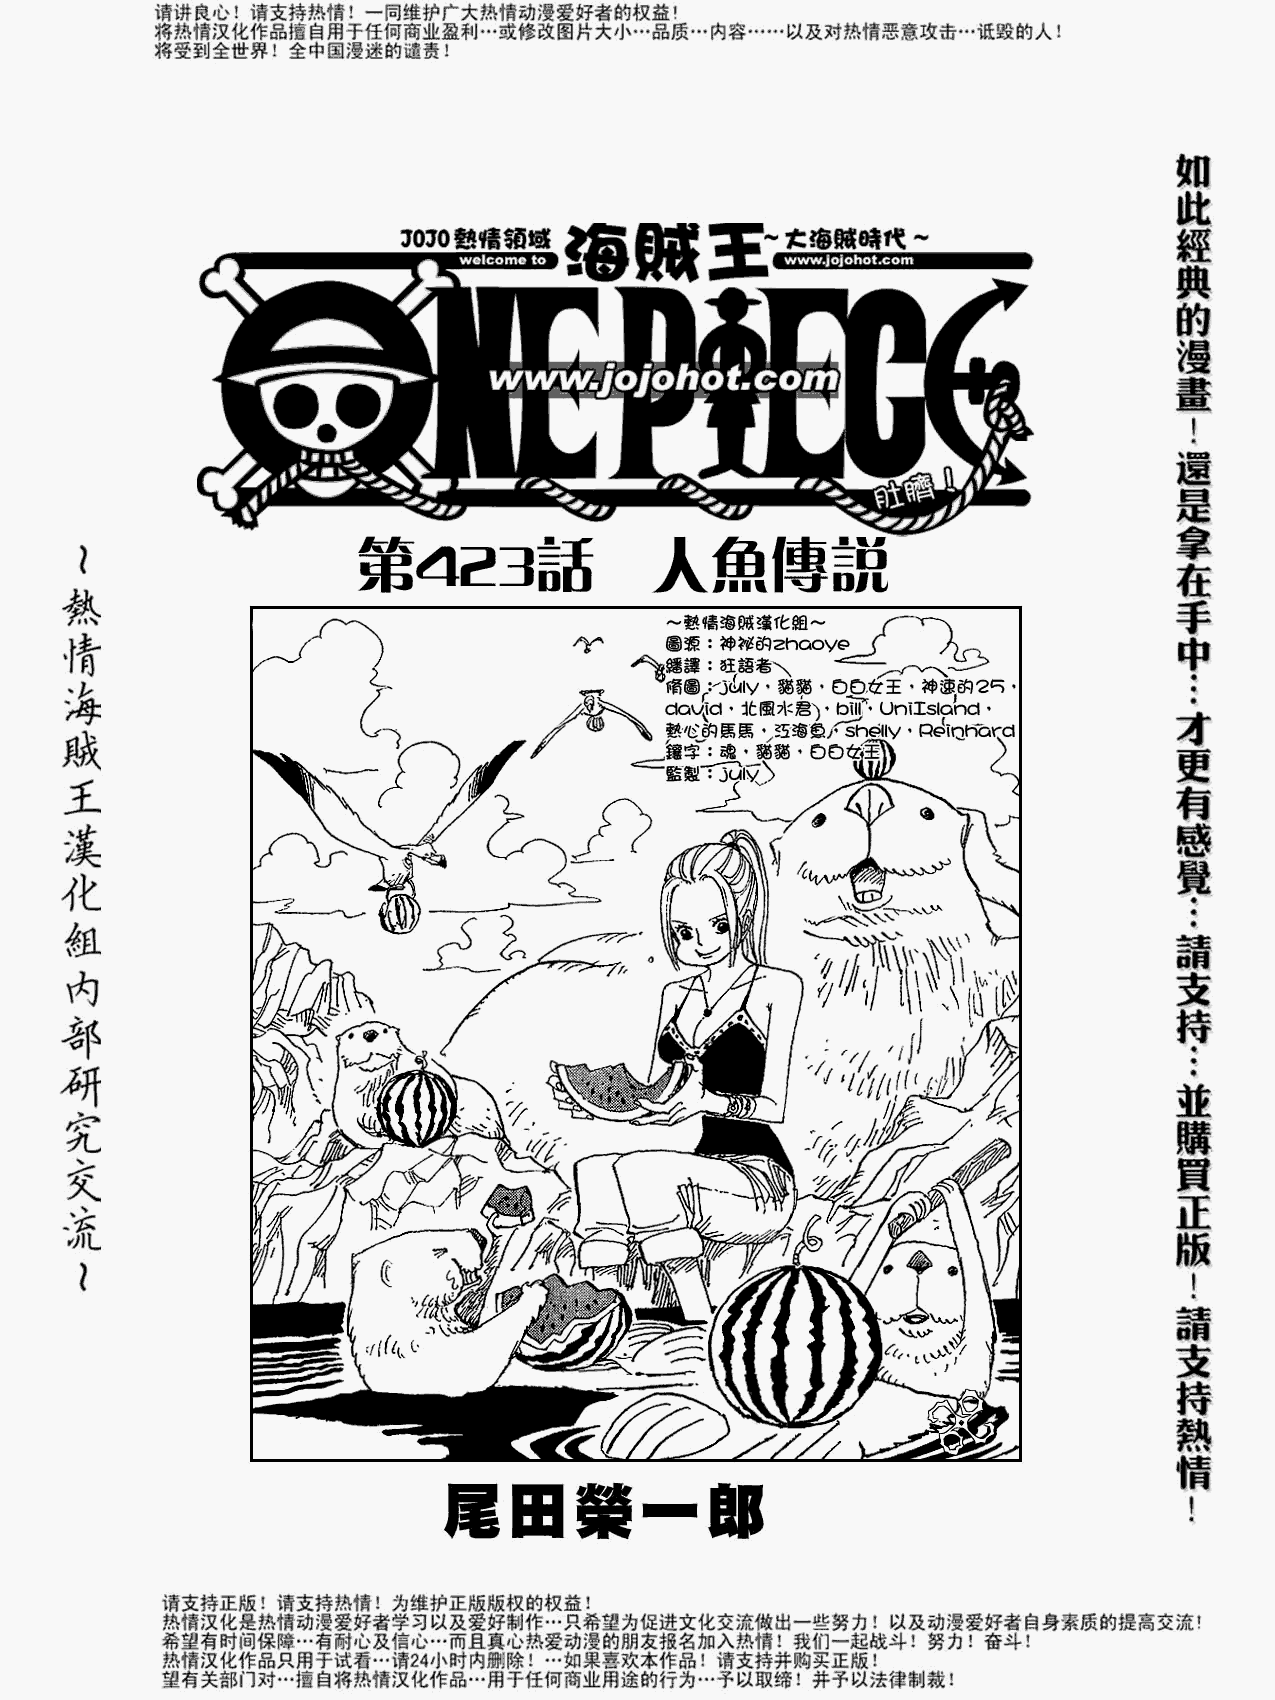 请讲良心！请支持热情！一同维护广大热情动漫爱好者的权益！
将热情汉化作品擅自用于任何商业盈利…或修改图片大小…品质…内容……以及对热情恶意攻击…诋毁的人！
将受到全世界！全中国漫迷的谴责！
如此經典的漫畫！還是拿在手中…才更有感覺…請支持…並購買正版！請支持熱情！
JOJO熱情領域 海賊王 ~大海賊時代~
welcome to www.jojohot.com
ONE PIECE
www.jojohot.com
肚臍！
第423話 人魚傳説
~熱情海賊漢化組內部研究交流~
~熱情海賊漢化組~
圖源：神祕的zhaoye
繙譯：狂語者
脩圖：july，貓貓，白白女王，神速的25，
david，北風水君，bill，UniIsland，
熱心的馬馬，江海魚，shelly，Reinhard
鑲字：魂，貓貓，白白女王
監製：july
尾田榮一郎
请支持正版！请支持热情！为维护正版版权的权益！
热情汉化是热情动漫爱好者学习以及爱好制作…只希望为促进文化交流做出一些努力！以及动漫爱好者自身素质的提高交流！
希望有时间保障…有耐心及信心…而且真心热爱动漫的朋友报名加入热情！我们一起战斗！努力！奋斗！
热情汉化作品只用于试看…请24小时内删除！…如果喜欢本作品！请支持并购买正版！
望有关部门对…擅自将热情汉化作品…用于任何商业用途的行为…予以取缔！并予以法律制裁！